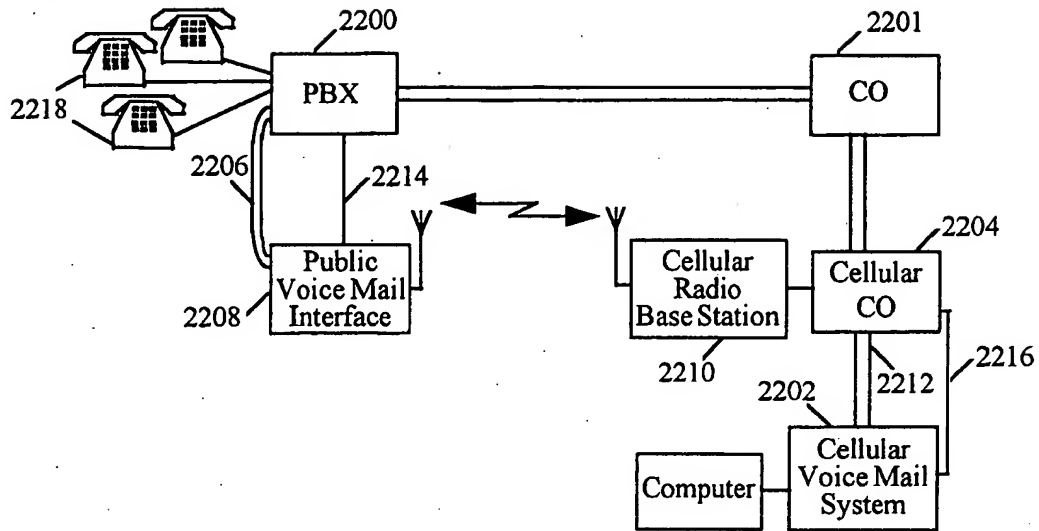 2200
2201
PBX
CO
2218
2206
2214
2204
Public
Voice Mail
Interface
2208
Cellular
Radio
Base Station
Cellular
CO
2210
2212
2216
2202
Computer
Cellular
Voice Mail
System